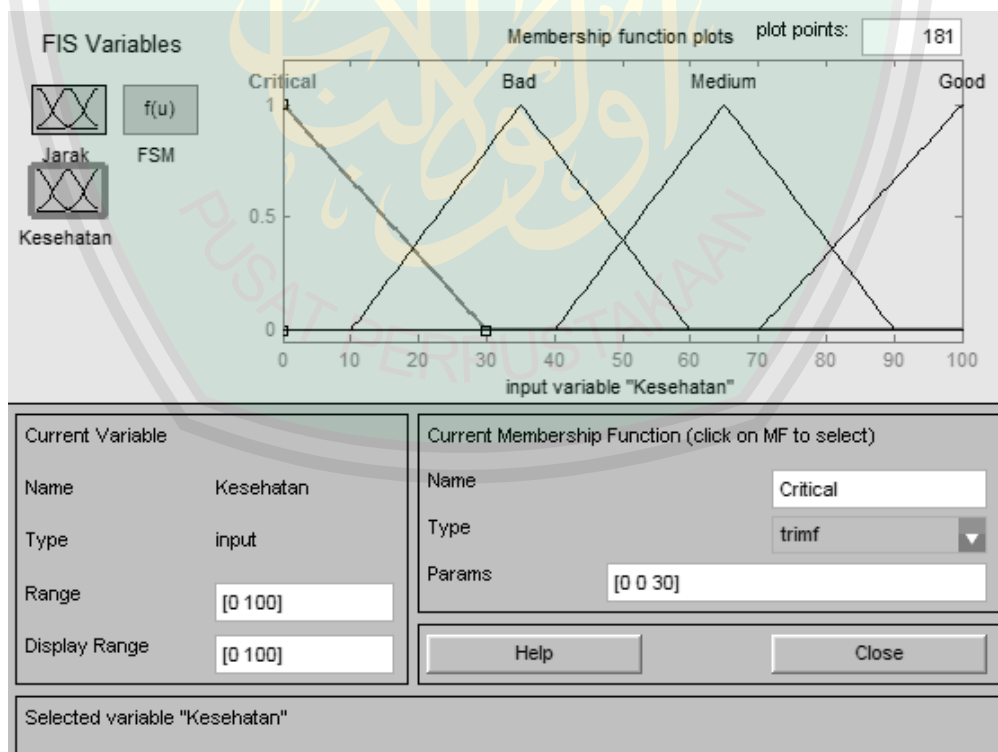 FIS Variables
Jarak
f(u)
FSM
Kesehatan
Membership function plots
plot points:
181
Critical
Bad
Medium
Good
1
0.5
0
0 10 20 30 40 50 60 70 80 90 100
input variable "Kesehatan"
Current Variable
Name Kesehatan
Type input
Range [0 100]
Display Range [0 100]
Current Membership Function (click on MF to select)
Name Critical
Type trimf
Params [0 0 30]
Help
Close
Selected variable "Kesehatan"
PUSAT PERPUSTAKAAN